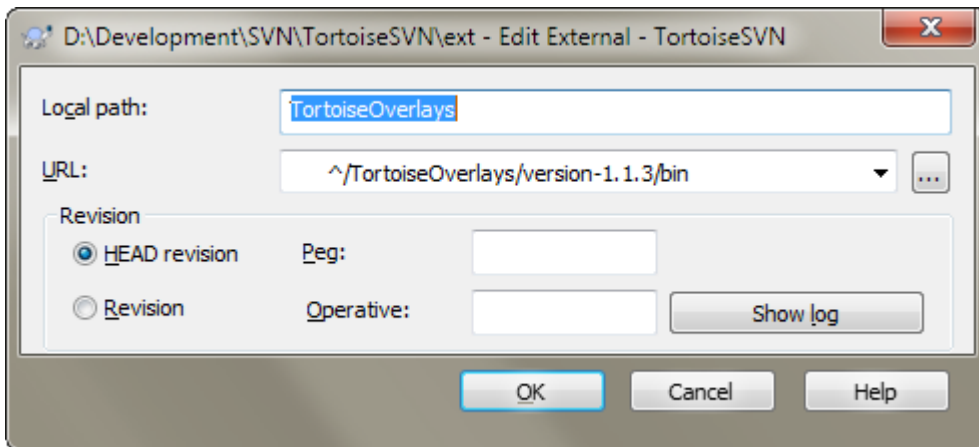 D:\Development\SVN\TortoiseSVN\ext - Edit External - TortoiseSVN
Local path: TortoiseOverlays
URL: ^/TortoiseOverlays/version-1.1.3/bin ...
Revision
HEAD revision Peg:
Revision Operative: Show log
OK Cancel Help